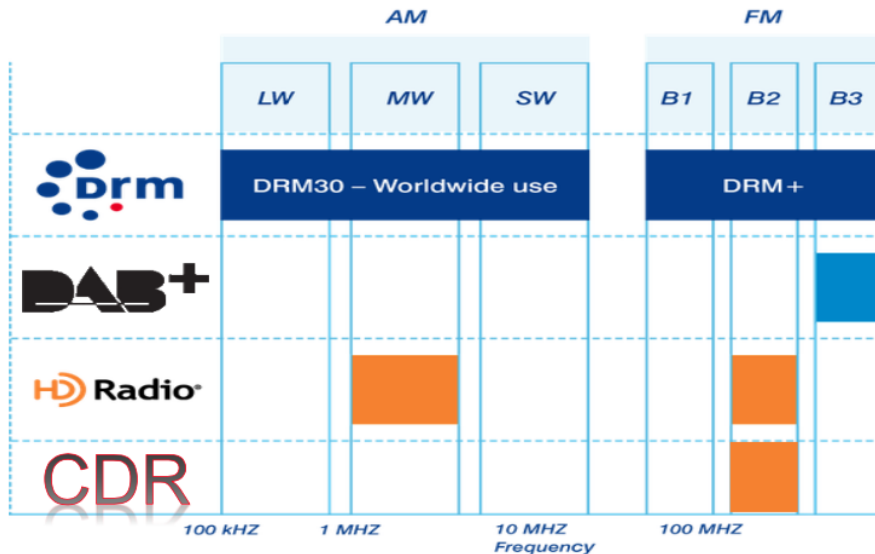 AM FM
LW MW SW B1 B2 B3
Drm DRM30 – Worldwide use DRM+
DAB+
HD Radio®
CDR
100 kHZ 1 MHZ 10 MHZ 100 MHZ
Frequency